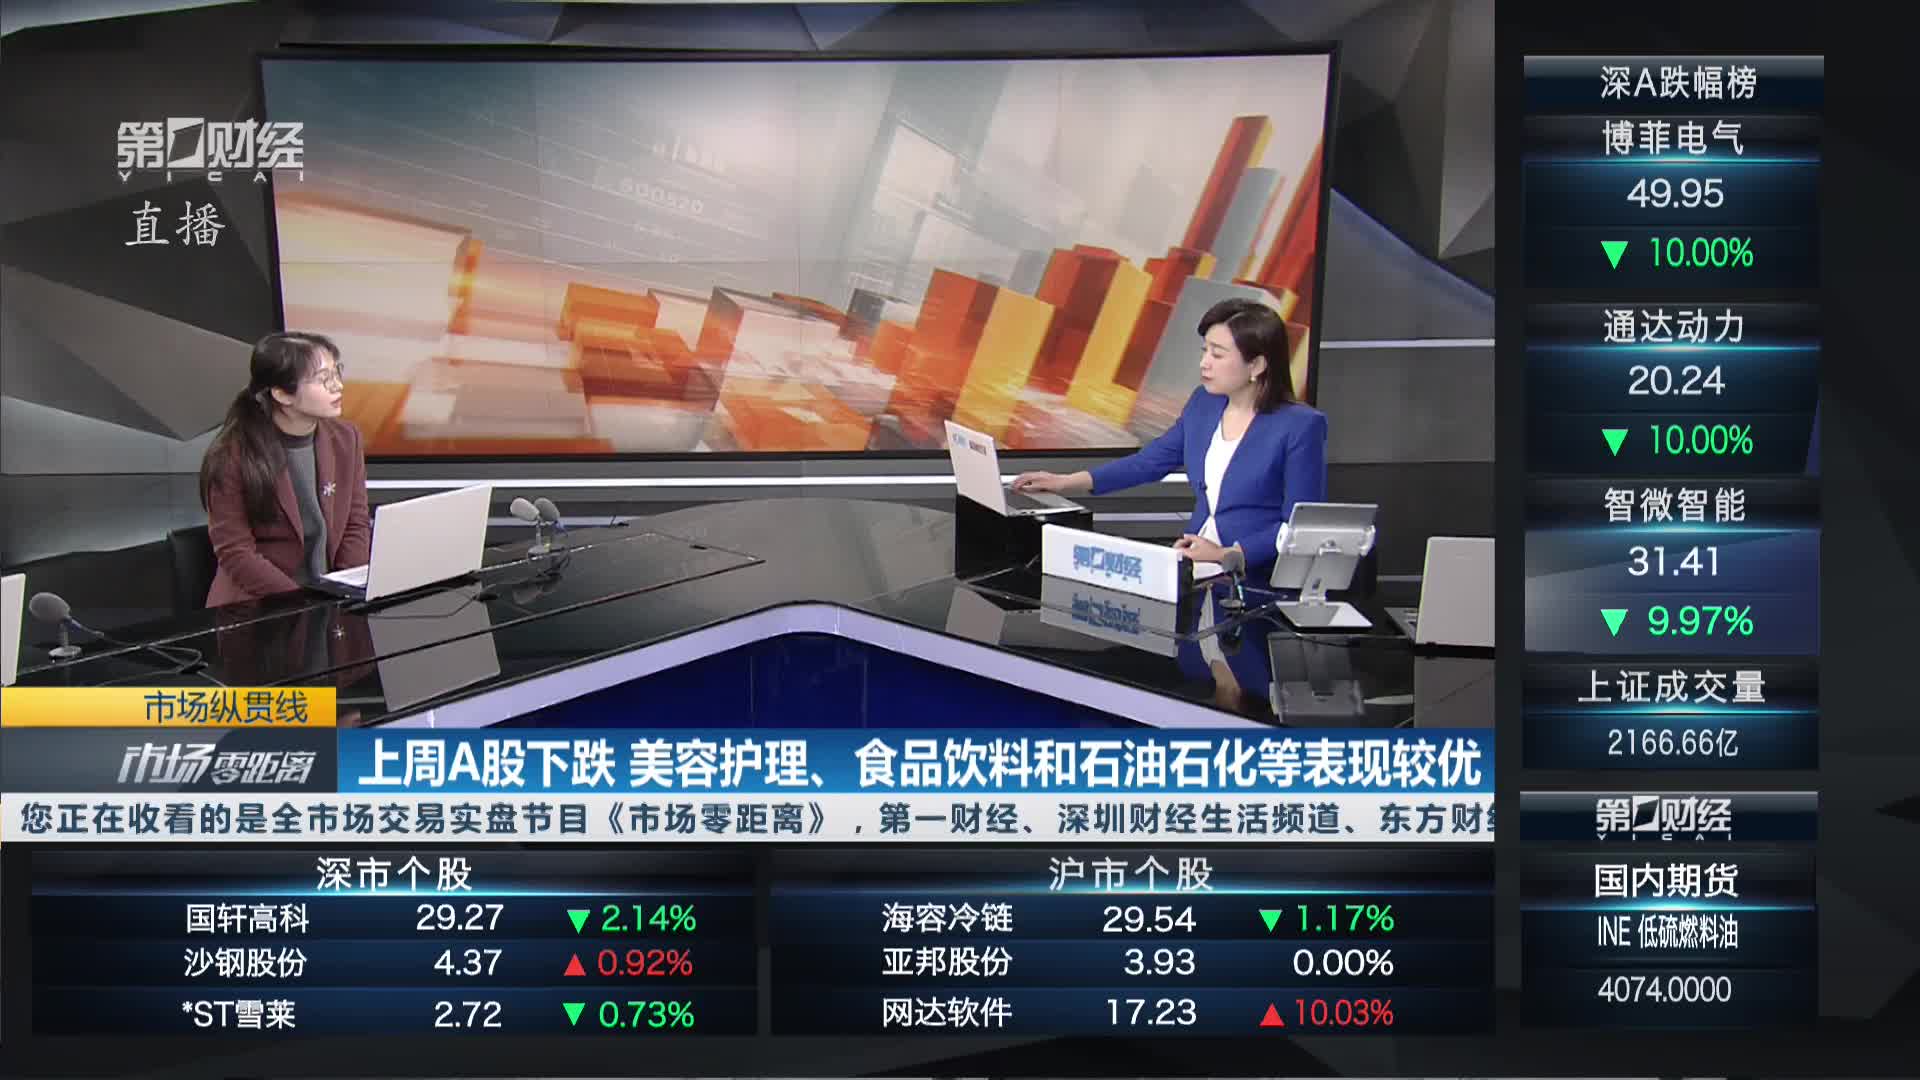 第一财经
YICAI
直播
600520
第一财经
市场纵贯线
市场零距离
上周A股下跌 美容护理、食品饮料和石油石化等表现较优
您正在收看的是全市场交易实盘节目《市场零距离》，第一财经、深圳财经生活频道、东方财
深市个股
国轩高科 29.27 ▼ 2.14%
沙钢股份 4.37 ▲ 0.92%
*ST雪莱 2.72 ▼ 0.73%
沪市个股
海容冷链 29.54 ▼ 1.17%
亚邦股份 3.93 0.00%
网达软件 17.23 ▲ 10.03%
深A跌幅榜
博菲电气
49.95
▼ 10.00%
通达动力
20.24
▼ 10.00%
智微智能
31.41
▼ 9.97%
上证成交量
2166.66亿
第一财经
YICAI
国内期货
INE 低硫燃料油
4074.0000